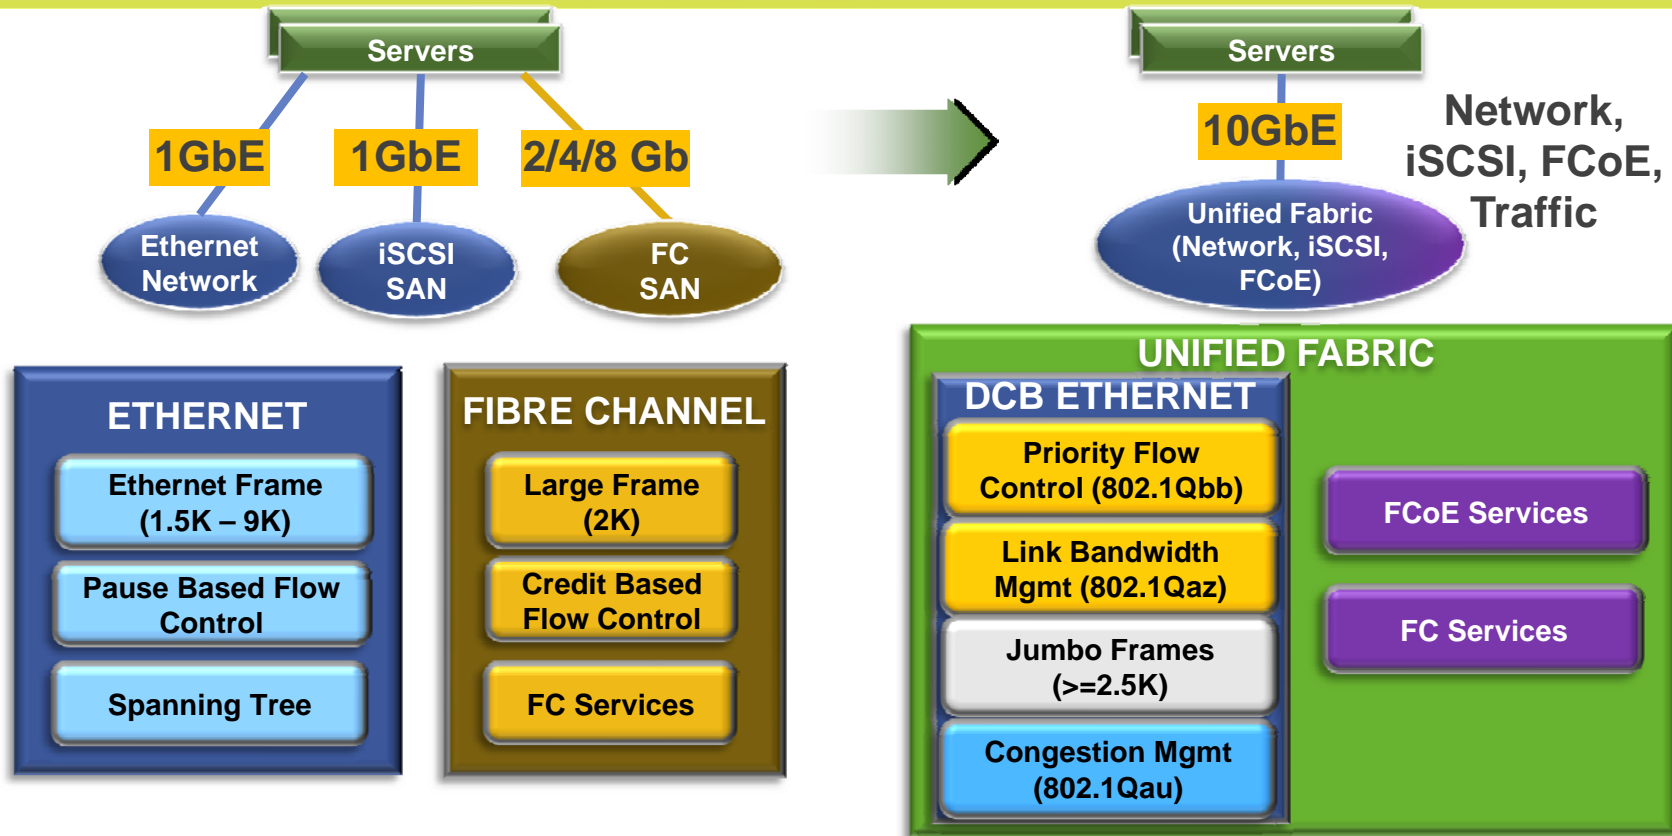 Servers
1GbE
1GbE
2/4/8 Gb
Ethernet
Network
iSCSI
SAN
FC
SAN
Servers
10GbE
Network,
iSCSI, FCoE,
Traffic
Unified Fabric
(Network, iSCSI,
FCoE)
ETHERNET
Ethernet Frame
(1.5K – 9K)
Pause Based Flow
Control
Spanning Tree
FIBRE CHANNEL
Large Frame
(2K)
Credit Based
Flow Control
FC Services
UNIFIED FABRIC
DCB ETHERNET
Priority Flow
Control (802.1Qbb)
Link Bandwidth
Mgmt (802.1Qaz)
Jumbo Frames
(>=2.5K)
Congestion Mgmt
(802.1Qau)
FCoE Services
FC Services